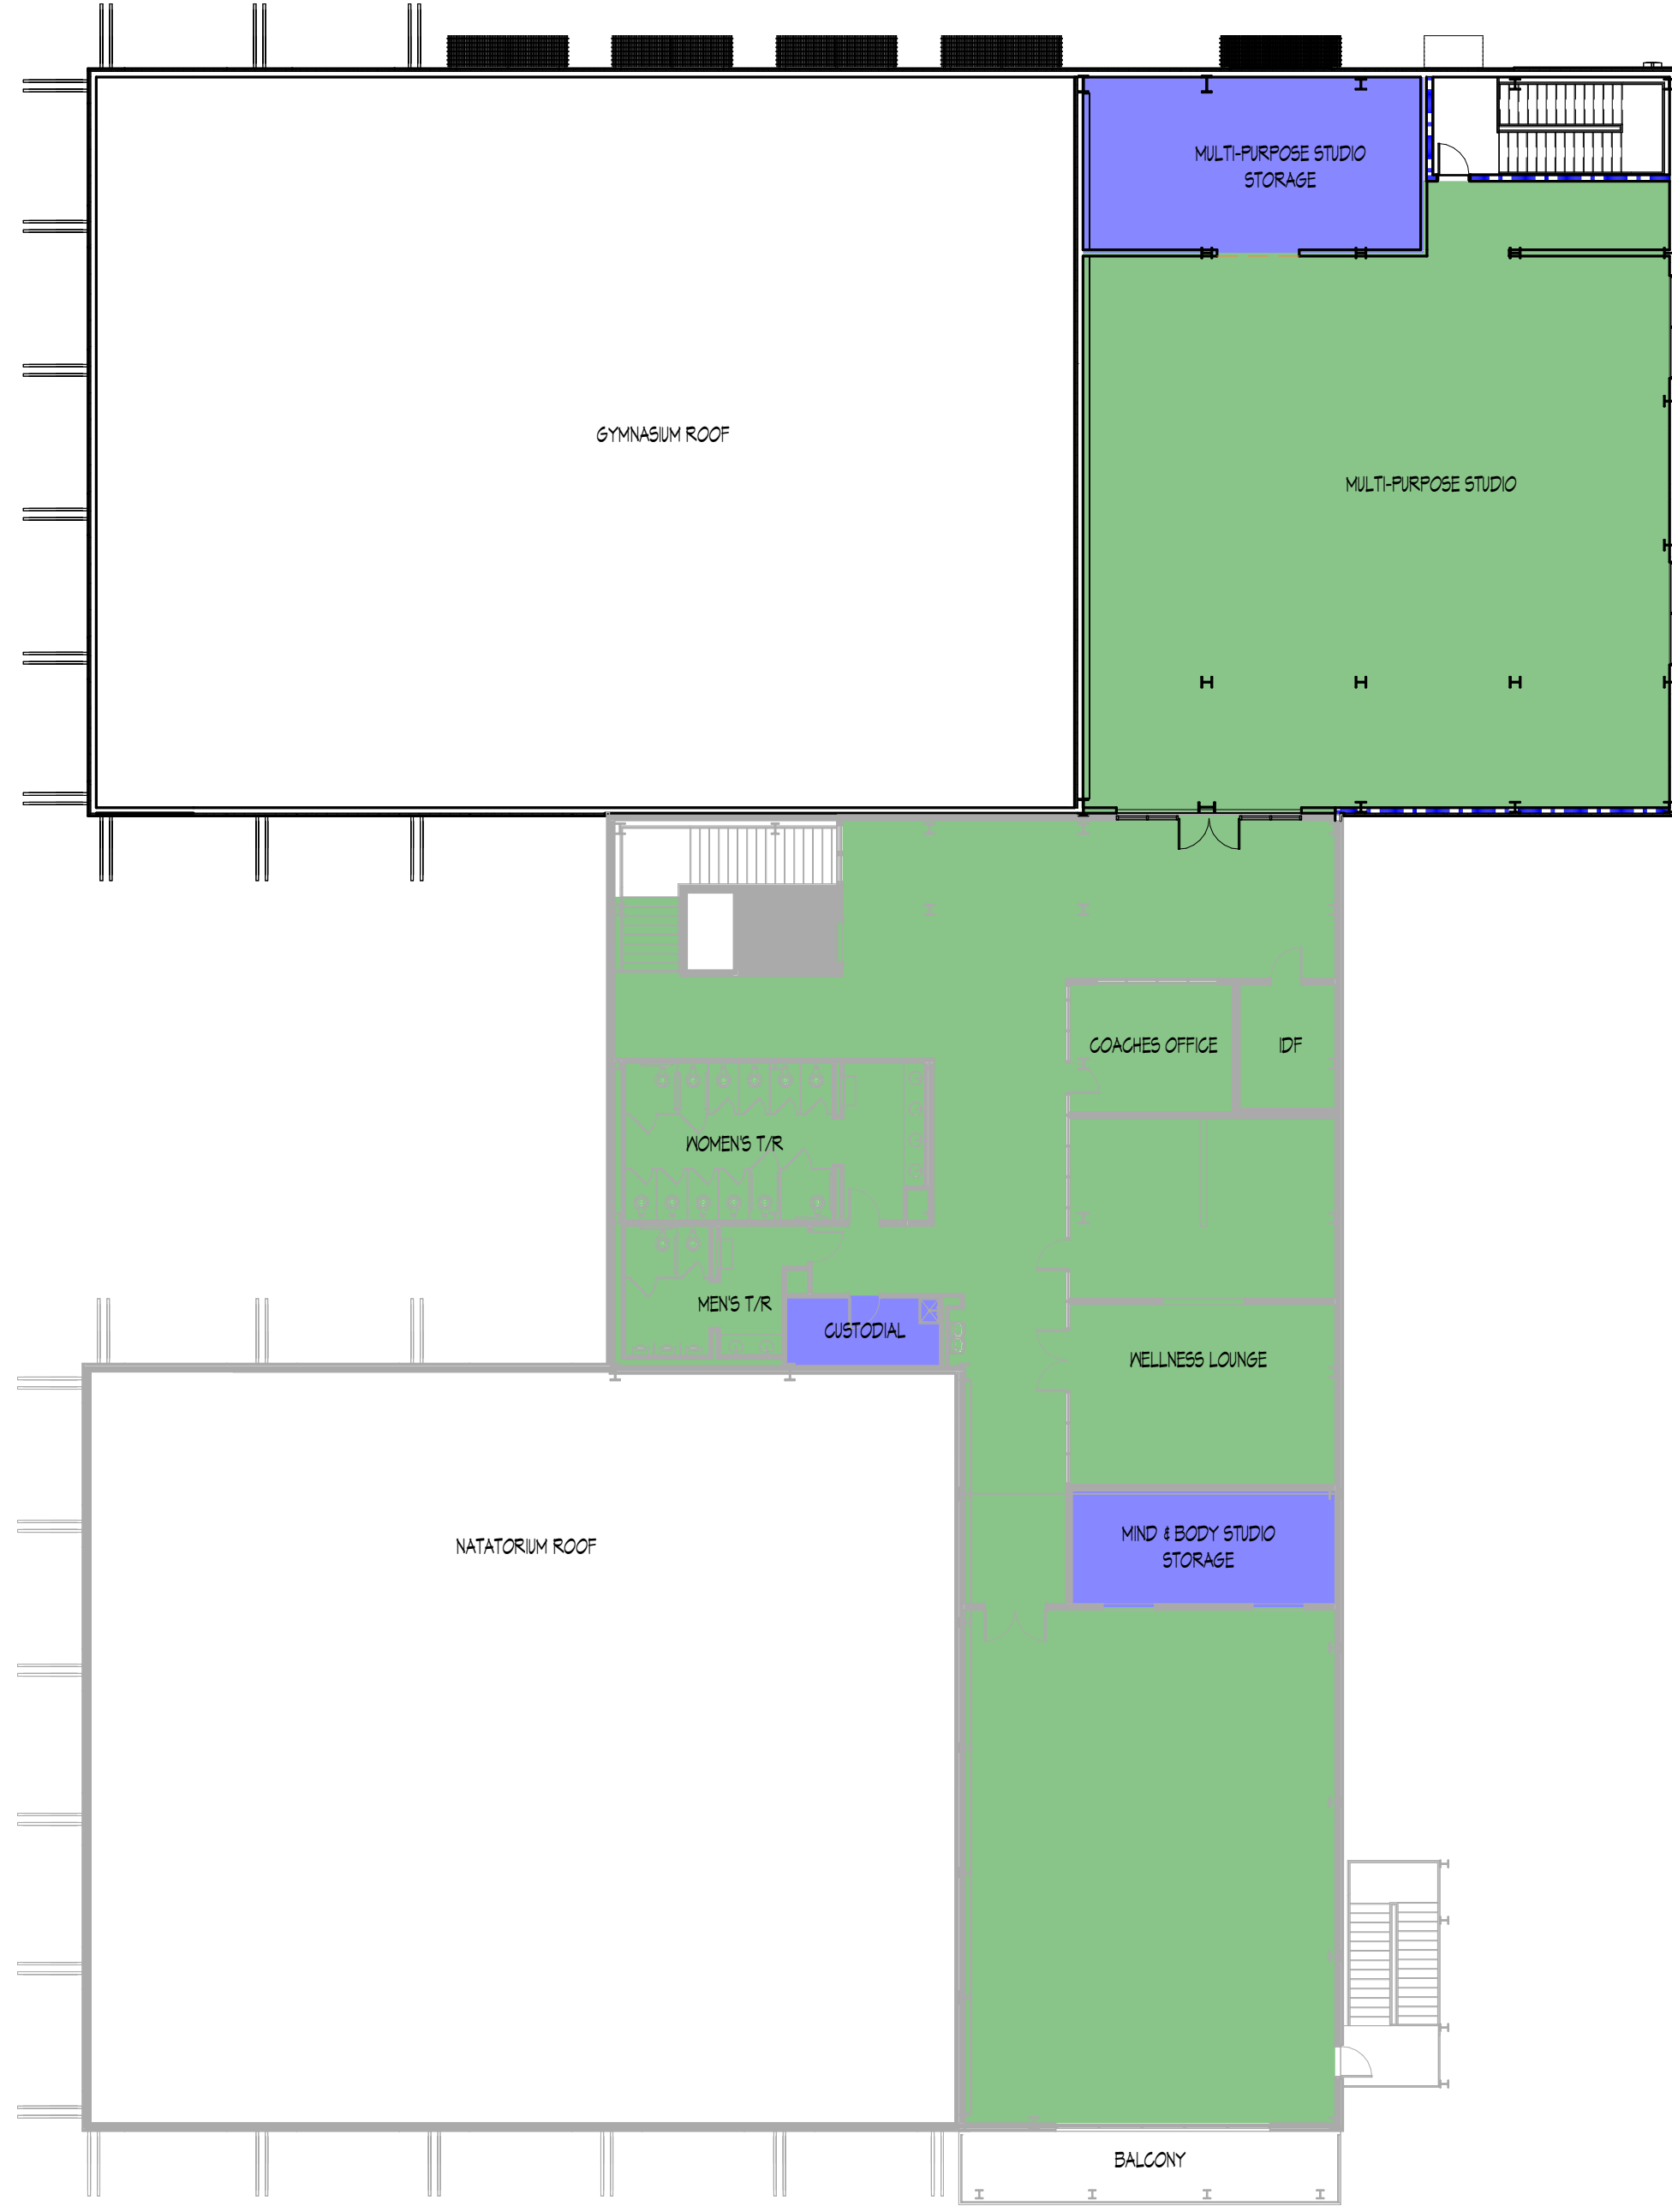 MULTI-PURPOSE STUDIO
STORAGE
GYMNASIUM ROOF
MULTI-PURPOSE STUDIO
COACHES OFFICE
IDF
WOMEN'S T/R
MEN'S T/R
CUSTODIAL
WELLNESS LOUNGE
MIND & BODY STUDIO
STORAGE
NATATORIUM ROOF
BALCONY